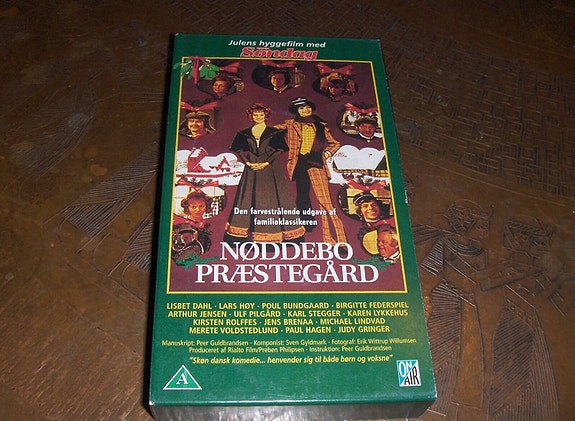 Julens hyggefilm med
Søndag
Den farvestrålende udgave af
familieklassikeren
NØDDEBO
PRÆSTEGÅRD
LISBET DAHL · LARS HØY · POUL BUNDGAARD · BIRGITTE FEDERSPIEL
ARTHUR JENSEN · ULF PILGÅRD · KARL STEGGER · KAREN LYKKEHUS
KIRSTEN ROLFFES · JENS BRENAA · MICHAEL LINDVAD
MERETE VOLDSTEDLUND · PAUL HAGEN · JUDY GRINGER
Manuskript: Peer Guldbrandsen · Komponist: Sven Gyldmark · Fotograf: Erik Wittrup Willumsen
Produceret af Rialto Film/Preben Philipsen · Instruktion: Peer Guldbrandsen
"Skøn dansk komedie... henvender sig til både børn og voksne"
A
ON
AIR